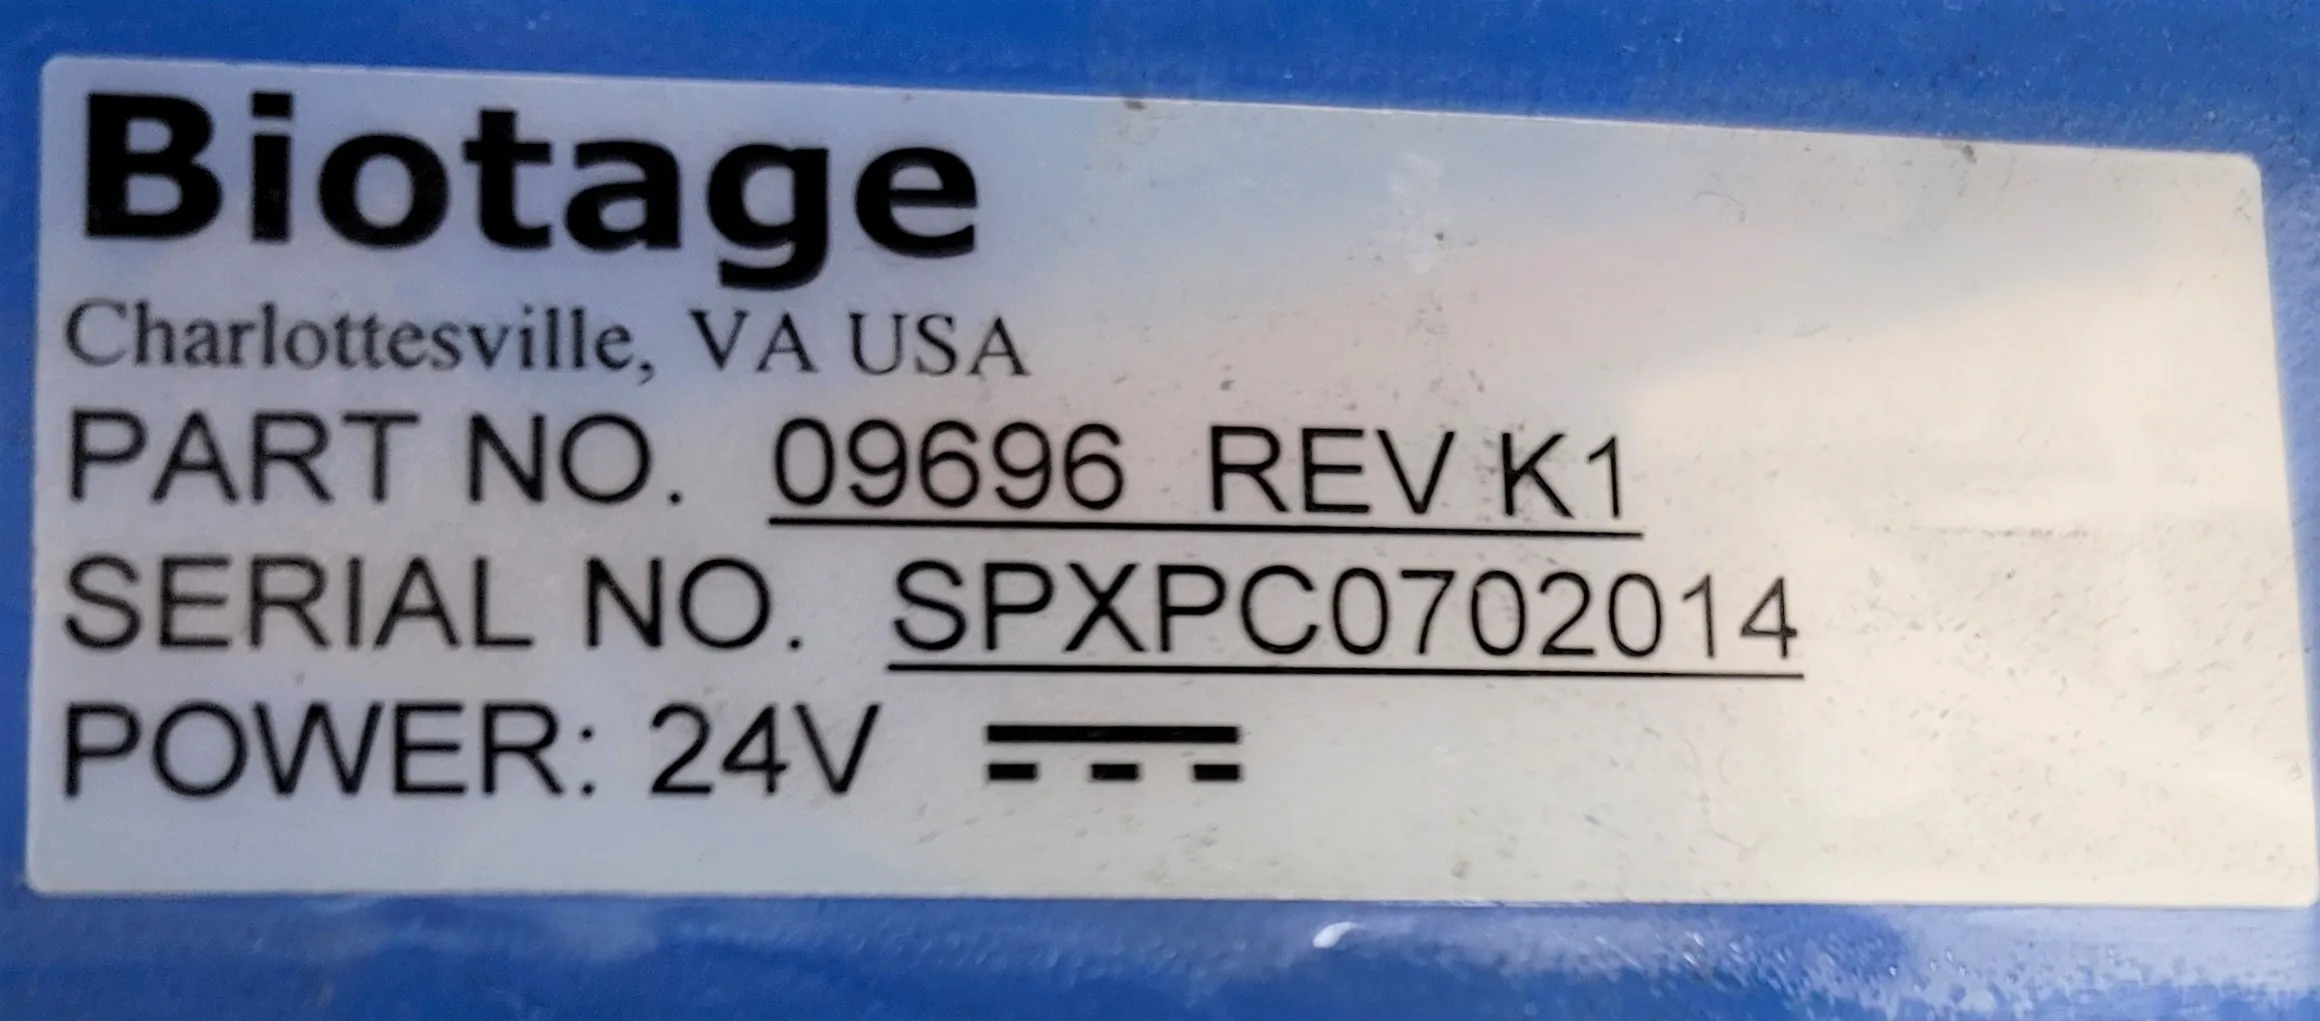 Biotage
Charlottesville, VA USA
PART NO. 09696 REV K1
SERIAL NO. SPXPC0702014
POWER: 24V ⎓